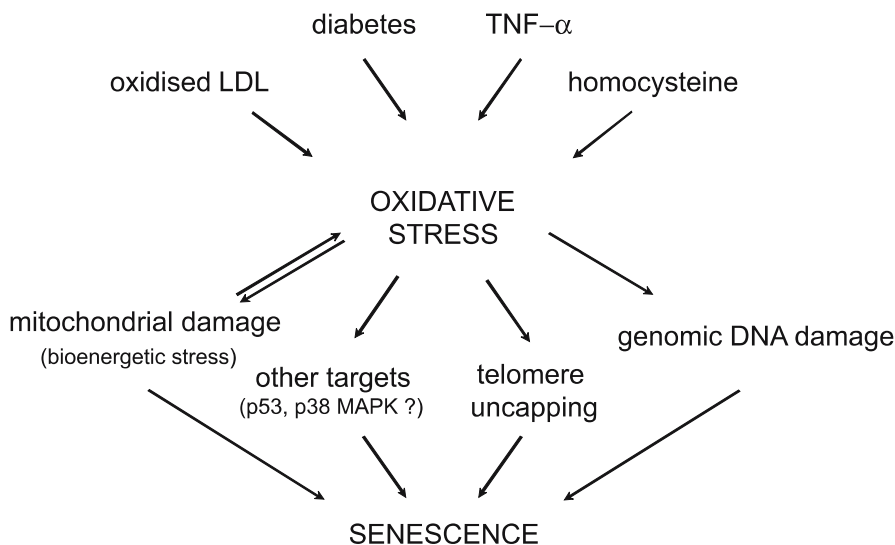 diabetes TNF–α
oxidised LDL homocysteine
OXIDATIVE
STRESS
mitochondrial damage
(bioenergetic stress)
genomic DNA damage
other targets
(p53, p38 MAPK ?)
telomere
uncapping
SENESCENCE